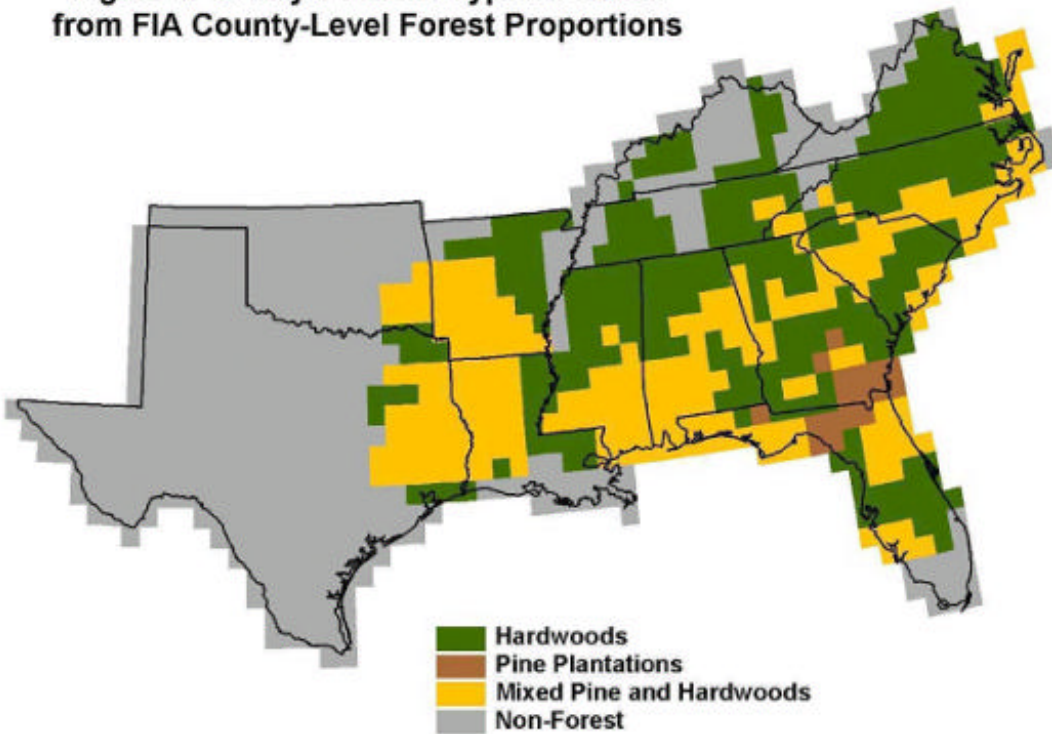 from FIA County-Level Forest Proportions
Hardwoods
Pine Plantations
Mixed Pine and Hardwoods
Non-Forest